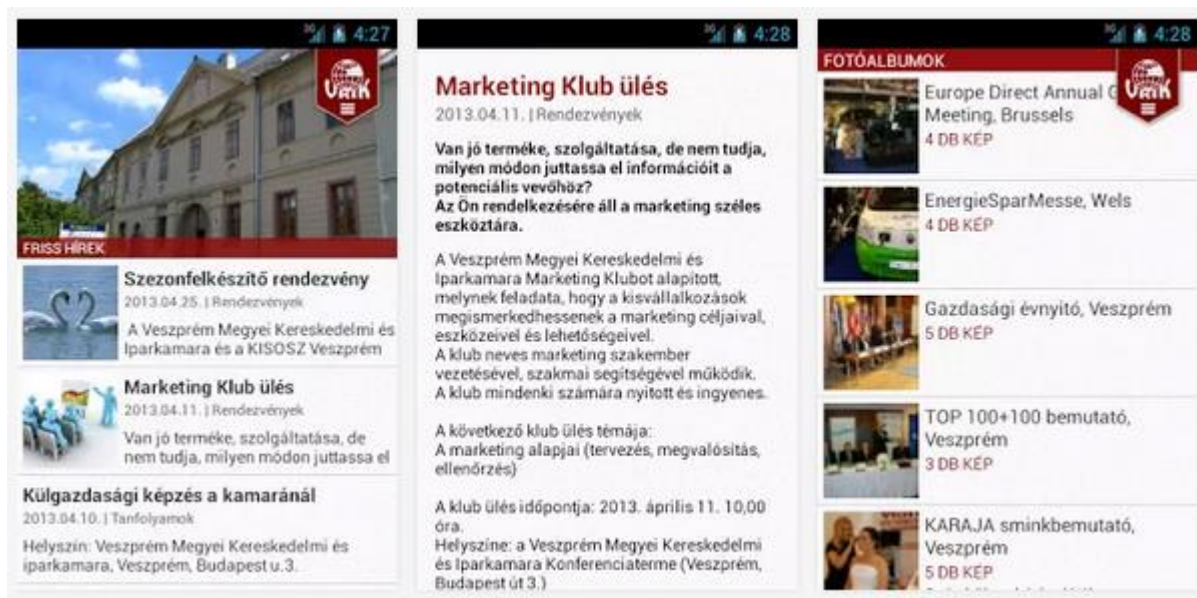 3G 4:27
VKIK
FRISS HÍREK
Szezonfelkészítő rendezvény
2013.04.25. | Rendezvények
A Veszprém Megyei Kereskedelmi és
Iparkamara és a KISOSZ Veszprém
Marketing Klub ülés
2013.04.11. | Rendezvények
Van jó terméke, szolgáltatása, de
nem tudja, milyen módon juttassa el
Külgazdasági képzés a kamaránál
2013.04.10. | Tanfolyamok
Helyszín: Veszprém Megyei Kereskedelmi és
iparkamara, Veszprém, Budapest u.3.
3G 4:28
Marketing Klub ülés
2013.04.11. | Rendezvények
Van jó terméke, szolgáltatása, de nem tudja,
milyen módon juttassa el információit a
potenciális vevőhöz?
Az Ön rendelkezésére áll a marketing széles
eszköztára.
A Veszprém Megyei Kereskedelmi és
Iparkamara Marketing Klubot alapított,
melynek feladata, hogy a kisvállalkozások
megismerkedhessenek a marketing céljaival,
eszközeivel és lehetőségeivel.
A klub neves marketing szakember
vezetésével, szakmai segítségével működik.
A klub mindenki számára nyitott és ingyenes.
A következő klub ülés témája:
A marketing alapjai (tervezés, megvalósítás,
ellenőrzés)
A klub ülés időpontja: 2013. április 11. 10,00
óra.
Helyszíne: a Veszprém Megyei Kereskedelmi
és Iparkamara Konferenciaterme (Veszprém,
Budapest út 3.)
3G 4:28
FOTÓALBUMOK
Europe Direct Annual G
Meeting, Brussels
4 DB KÉP
EnergieSparMesse, Wels
4 DB KÉP
Gazdasági évnyitó, Veszprém
5 DB KÉP
TOP 100+100 bemutató,
Veszprém
3 DB KÉP
KARAJA sminkbemutató,
Veszprém
5 DB KÉP